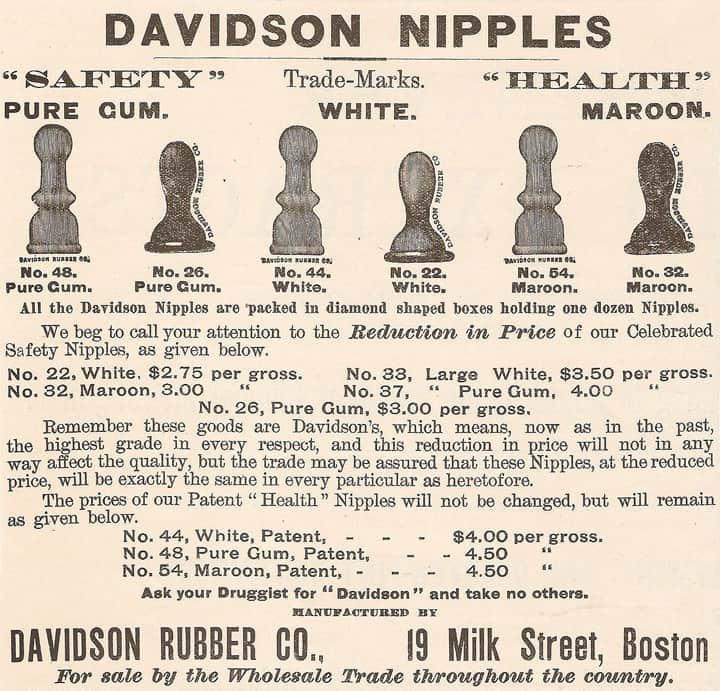 DAVIDSON NIPPLES
"SAFETY" Trade-Marks. "HEALTH"
PURE GUM. WHITE. MAROON.
DAVIDSON RUBBER CO.
DAVIDSON RUBBER CO.
DAVIDSON RUBBER CO.
DAVIDSON RUBBER CO,
DAVIDSON RUBBER CO,
DAVIDSON RUBBER CO,
No. 48. No. 26. No. 44. No. 22. No. 54. No. 32.
Pure Gum. Pure Gum. White. White. Maroon. Maroon.
All the Davidson Nipples are packed in diamond shaped boxes holding one dozen Nipples.
We beg to call your attention to the Reduction in Price of our Celebrated
Safety Nipples, as given below.
No. 22, White, $2.75 per gross. No. 33, Large White, $3.50 per gross.
No. 32, Maroon, 3.00 " No. 37, " Pure Gum, 4.00 "
No. 26, Pure Gum, $3.00 per gross.
Remember these goods are Davidson's, which means, now as in the past,
the highest grade in every respect, and this reduction in price will not in any
way affect the quality, but the trade may be assured that these Nipples, at the reduced
price, will be exactly the same in every particular as heretofore.
The prices of our Patent "Health" Nipples will not be changed, but will remain
as given below.
No. 44, White, Patent, - - - $4.00 per gross.
No. 48, Pure Gum, Patent, - - 4.50 "
No. 54, Maroon, Patent, - - - 4.50 "
Ask your Druggist for "Davidson" and take no others.
MANUFACTURED BY
DAVIDSON RUBBER CO., 19 Milk Street, Boston
For sale by the Wholesale Trade throughout the country.